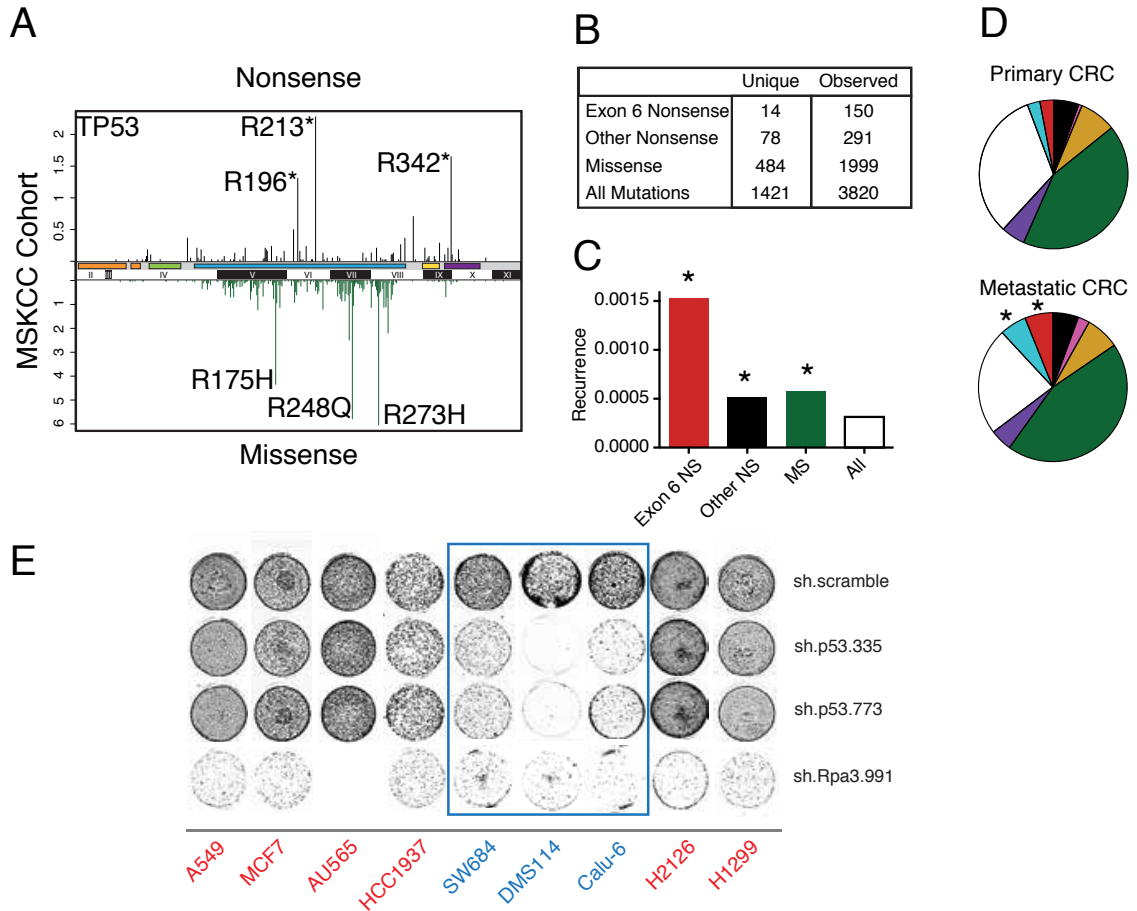 A
Nonsense
TP53
R213*
R196*
R342*
MSKCC Cohort
2
1.5
1
0.5
II III IV V VI VII VIII IX X XI
1
2
3
4
5
6
R175H
R248Q
R273H
Missense
B
Unique Observed
Exon 6 Nonsense 14 150
Other Nonsense 78 291
Missense 484 1999
All Mutations 1421 3820
C
Recurrence
0.0015
0.0010
0.0005
0.0000
* * *
Exon 6 NS Other NS MS All
D
Primary CRC
Metastatic CRC
* *
E
sh.scramble
sh.p53.335
sh.p53.773
sh.Rpa3.991
A549 MCF7 AU565 HCC1937 SW684 DMS114 Calu-6 H2126 H1299